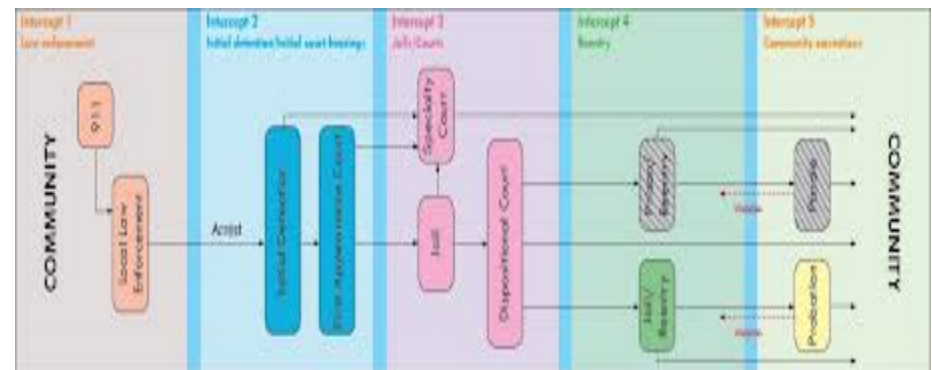 Intercept 1
Law enforcement
Intercept 2
Initial detention/Initial court hearings
Intercept 3
Jails/Courts
Intercept 4
Reentry
Intercept 5
Community corrections
COMMUNITY
911
Local Law
Enforcement
Arrest
Initial Detention
First Appearance Court
Specialty
Court
Jail
Dispositional Court
Prison/
Reentry
Jail/
Reentry
Violation
Violation
Parole
Probation
COMMUNITY